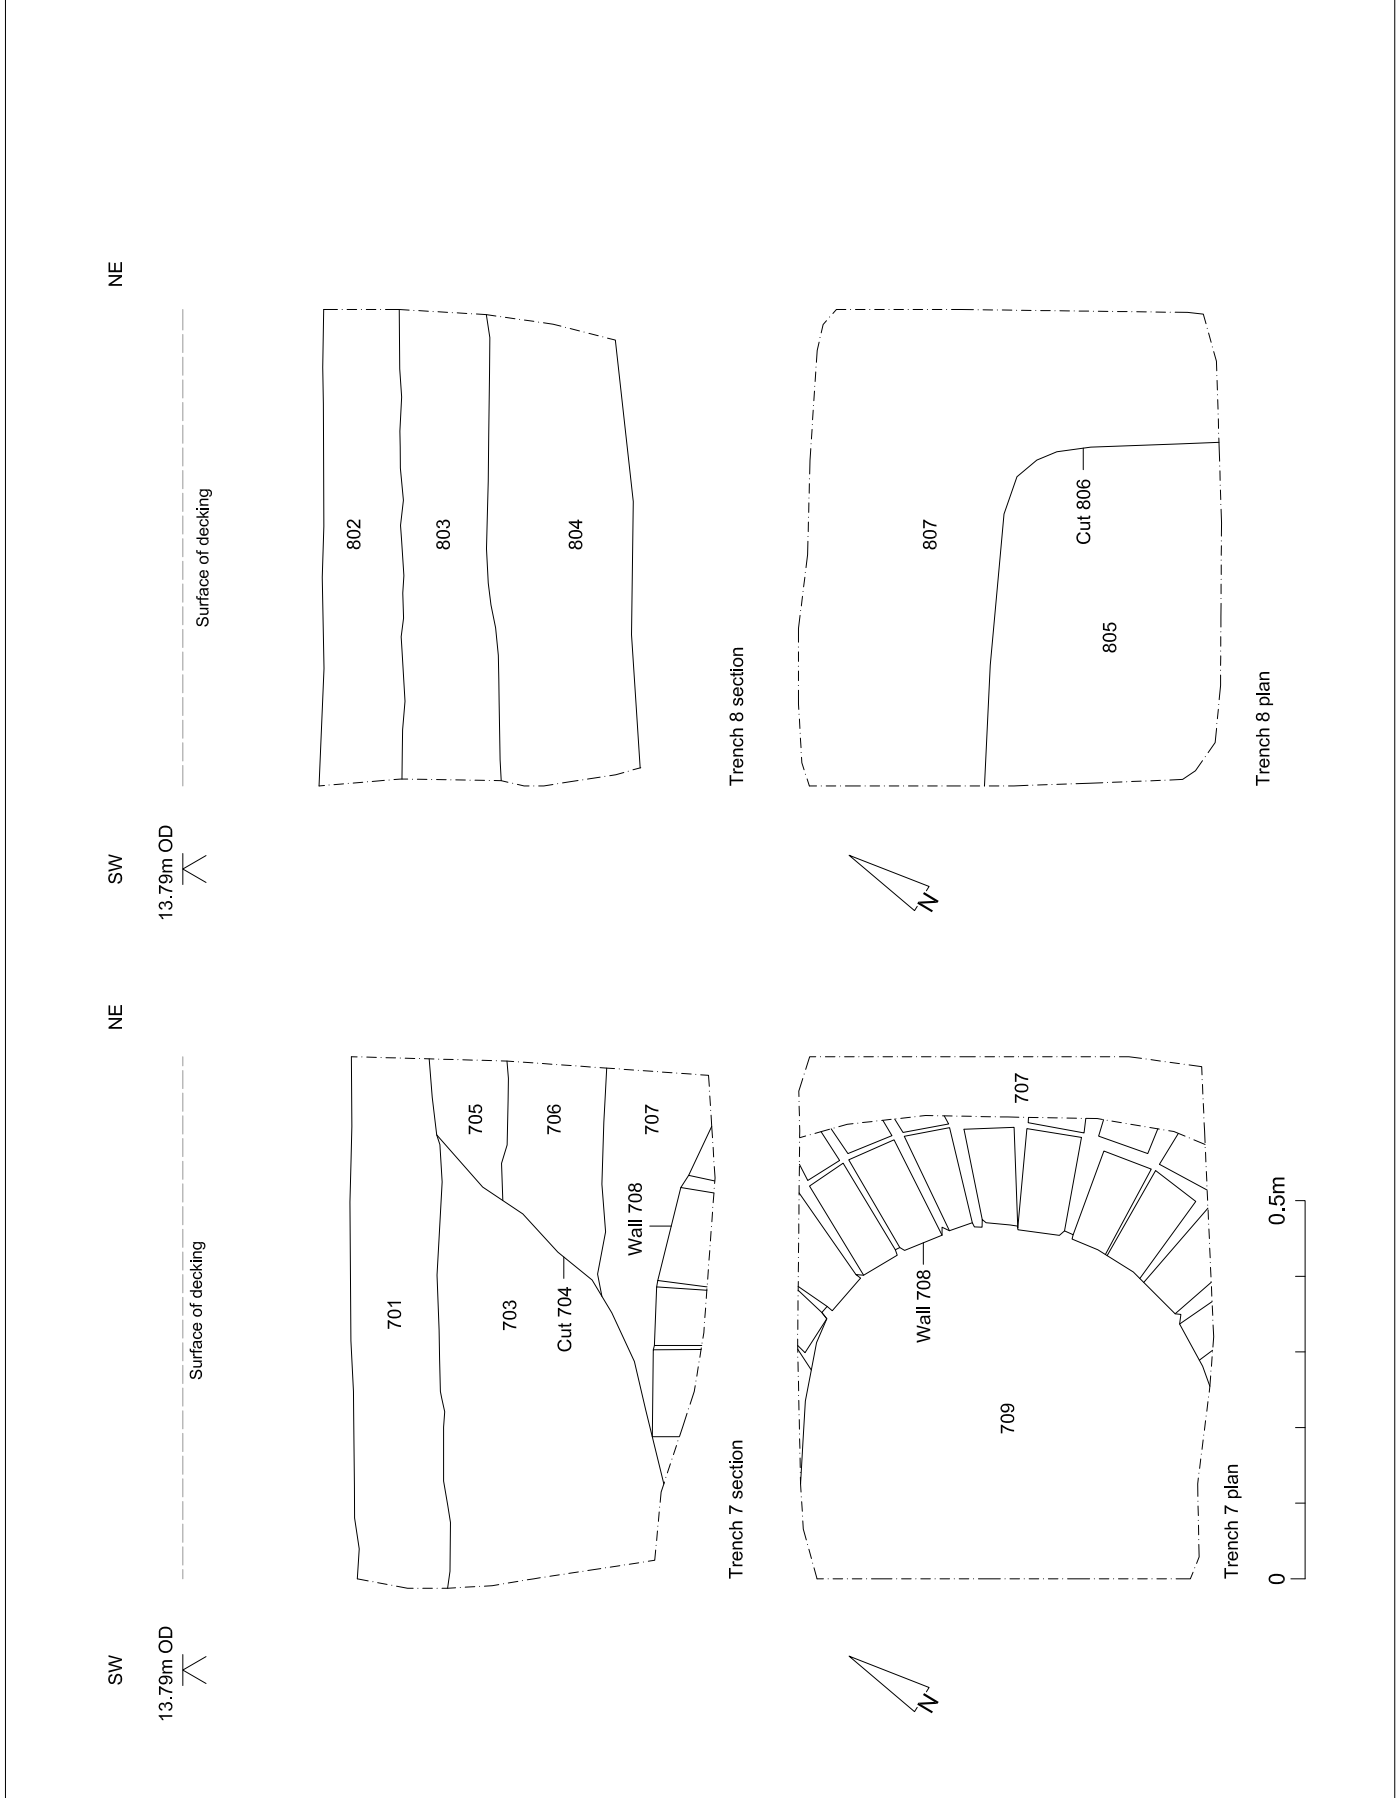 SW
NE
13.79m OD
Surface of decking
701
705
703
706
Cut 704
707
Wall 708
Trench 7 section
N
707
Wall 708
709
Trench 7 plan
0
0.5m
SW
NE
13.79m OD
Surface of decking
802
803
804
Trench 8 section
N
807
Cut 806
805
Trench 8 plan